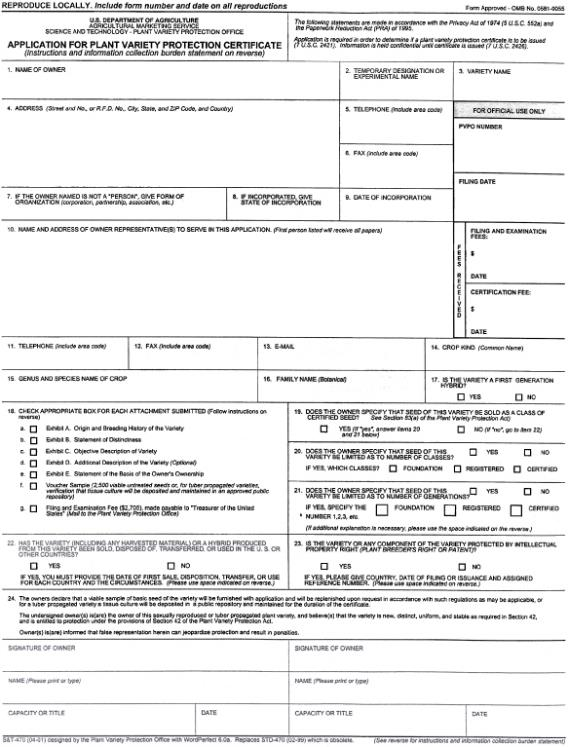 REPRODUCE LOCALLY. Include form number and date on all reproductions
Form Approved - OMB No. 0581-0055
U.S. DEPARTMENT OF AGRICULTURE
AGRICULTURAL MARKETING SERVICE
SCIENCE AND TECHNOLOGY - PLANT VARIETY PROTECTION OFFICE
APPLICATION FOR PLANT VARIETY PROTECTION CERTIFICATE
(Instructions and information collection burden statement on reverse)
The following statements are made in accordance with the Privacy Act of 1974 (5 U.S.C. 552a) and
the Paperwork Reduction Act (PRA) of 1995.
Application is required in order to determine if a plant variety protection certificate is to be issued
(7 U.S.C. 2421). Information is held confidential until certificate is issued (7 U.S.C. 2426).
1. NAME OF OWNER
2. TEMPORARY DESIGNATION OR
EXPERIMENTAL NAME
3. VARIETY NAME
4. ADDRESS (Street and No., or R.F.D. No., City, State, and ZIP Code, and Country)
5. TELEPHONE (include area code)
FOR OFFICIAL USE ONLY
PVPO NUMBER
6. FAX (include area code)
FILING DATE
7. IF THE OWNER NAMED IS NOT A "PERSON", GIVE FORM OF
ORGANIZATION (corporation, partnership, association, etc.)
8. IF INCORPORATED, GIVE
STATE OF INCORPORATION
9. DATE OF INCORPORATION
10. NAME AND ADDRESS OF OWNER REPRESENTATIVE(S) TO SERVE IN THIS APPLICATION. (First person listed will receive all papers)
FEES RECEIVED
FILING AND EXAMINATION
FEES:
$
DATE
CERTIFICATION FEE:
$
DATE
11. TELEPHONE (Include area code)
12. FAX (Include area code)
13. E-MAIL
14. CROP KIND (Common Name)
15. GENUS AND SPECIES NAME OF CROP
16. FAMILY NAME (Botanical)
17. IS THE VARIETY A FIRST GENERATION
HYBRID?
YES NO
18. CHECK APPROPRIATE BOX FOR EACH ATTACHMENT SUBMITTED (Follow instructions on
reverse)
a. Exhibit A. Origin and Breeding History of the Variety
b. Exhibit B. Statement of Distinctness
c. Exhibit C. Objective Description of Variety
d. Exhibit D. Additional Description of the Variety (Optional)
e. Exhibit E. Statement of the Basis of the Owner's Ownership
f. Voucher Sample (2,500 viable untreated seeds or, for tuber propagated varieties,
verification that tissue culture will be deposited and maintained in an approved public
repository)
g. Filing and Examination Fee ($2,705), made payable to "Treasurer of the United
States" (Mail to the Plant Variety Protection Office)
19. DOES THE OWNER SPECIFY THAT SEED OF THIS VARIETY BE SOLD AS A CLASS OF
CERTIFIED SEED? See Section 83(a) of the Plant Variety Protection Act)
YES (If "yes", answer items 20
and 21 below)
NO (If "no", go to item 22)
20. DOES THE OWNER SPECIFY THAT SEED OF THIS
VARIETY BE LIMITED AS TO NUMBER OF CLASSES?
YES NO
IF YES, WHICH CLASSES? FOUNDATION REGISTERED CERTIFIED
21. DOES THE OWNER SPECIFY THAT SEED OF THIS
VARIETY BE LIMITED AS TO NUMBER OF GENERATIONS?
YES NO
IF YES, SPECIFY THE
NUMBER 1,2,3, etc.
FOUNDATION REGISTERED CERTIFIED
(If additional explanation is necessary, please use the space indicated on the reverse.)
22. HAS THE VARIETY (INCLUDING ANY HARVESTED MATERIAL) OR A HYBRID PRODUCED
FROM THIS VARIETY BEEN SOLD, DISPOSED OF, TRANSFERRED, OR USED IN THE U. S. OR
OTHER COUNTRIES?
YES NO
IF YES, YOU MUST PROVIDE THE DATE OF FIRST SALE, DISPOSITION, TRANSFER, OR USE
FOR EACH COUNTRY AND THE CIRCUMSTANCES. (Please use space indicated on reverse.)
23. IS THE VARIETY OR ANY COMPONENT OF THE VARIETY PROTECTED BY INTELLECTUAL
PROPERTY RIGHT (PLANT BREEDER'S RIGHT OR PATENT)?
YES NO
IF YES, PLEASE GIVE COUNTRY, DATE OF FILING OR ISSUANCE AND ASSIGNED
REFERENCE NUMBER. (Please use space indicated on reverse.)
24. The owners declare that a viable sample of basic seed of the variety will be furnished with application and will be replenished upon request in accordance with such regulations as may be applicable, or
for a tuber propagated variety a tissue culture will be deposited in a public repository and maintained for the duration of the certificate.
The undersigned owner(s) is(are) the owner of this sexually reproduced or tuber propagated plant variety, and believe(s) that the variety is new, distinct, uniform, and stable as required in Section 42,
and is entitled to protection under the provisions of Section 42 of the Plant Variety Protection Act.
Owner(s) is(are) informed that false representation herein can jeopardize protection and result in penalties.
SIGNATURE OF OWNER
SIGNATURE OF OWNER
NAME (Please print or type)
NAME (Please print or type)
CAPACITY OR TITLE
DATE
CAPACITY OR TITLE
DATE
S&T-470 (04-01) designed by the Plant Variety Protection Office with WordPerfect 6.0a. Replaces STD-470 (02-99) which is obsolete.
(See reverse for instructions and information collection burden statement)